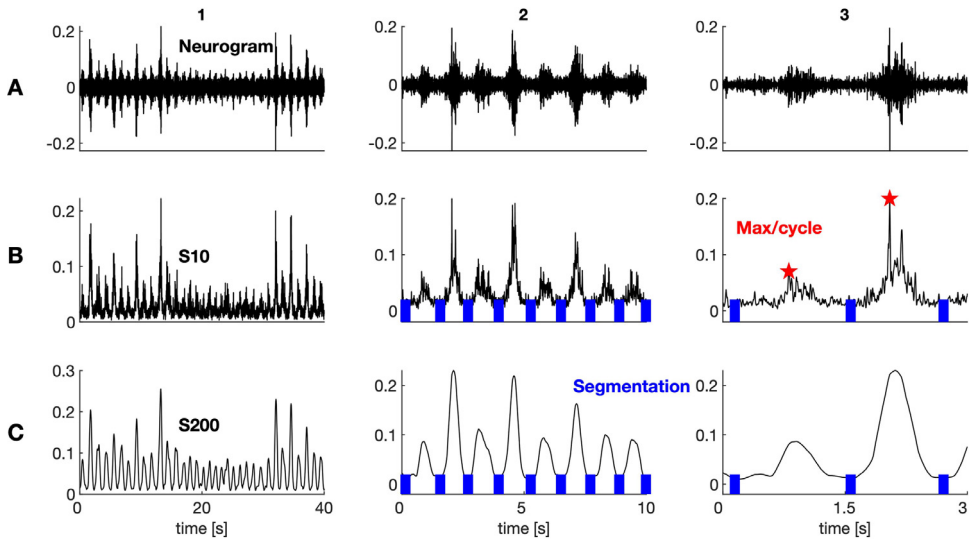 1 2 3
A
0.2 0.2 0.2
Neurogram
0 0 0
-0.2 -0.2 -0.2
B
0.2 0.2 0.2
S10
Max/cycle
0.1 0.1 0.1
0 0 0
C
0.3 0.2 0.2
Segmentation
0.2
S200
0.1 0.1 0.1
0 0 0
0 20 40 0 5 10 0 1.5 3
time [s] time [s] time [s]